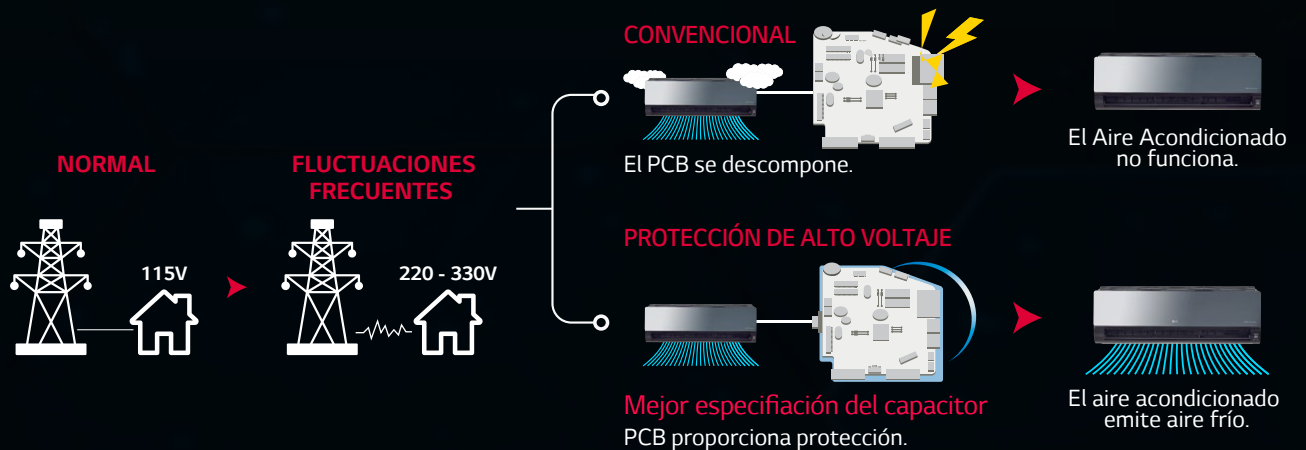 NORMAL
115V
FLUCTUACIONES
FRECUENTES
220 - 330V
CONVENCIONAL
El PCB se descompone.
El Aire Acondicionado
no funciona.
PROTECCIÓN DE ALTO VOLTAJE
Mejor especifiación del capacitor
PCB proporciona protección.
El aire acondicionado
emite aire frío.